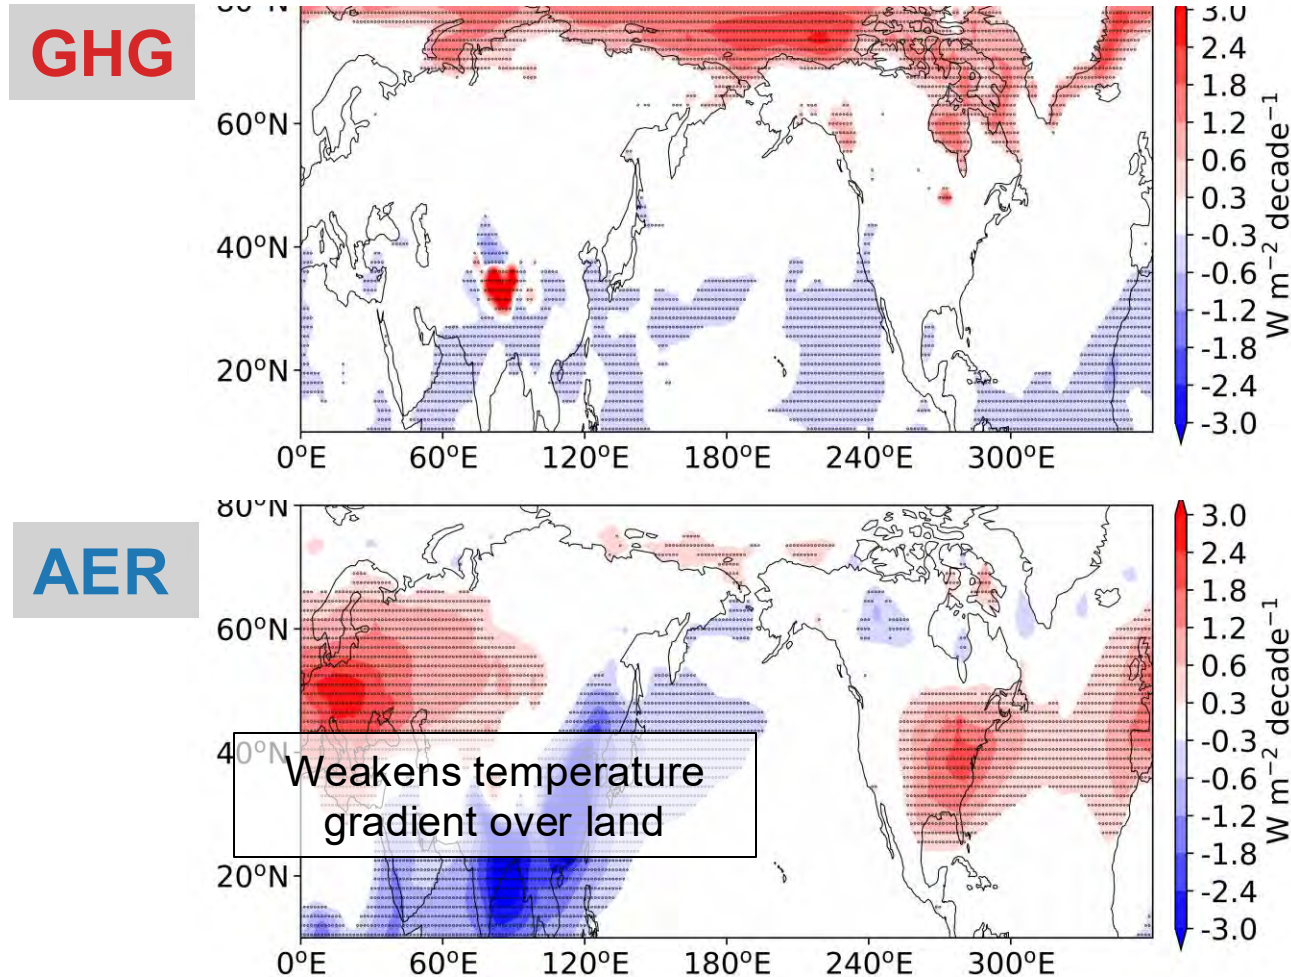 GHG
80°N
60°N
40°N
20°N
0°E 60°E 120°E 180°E 240°E 300°E
3.0
2.4
1.8
1.2
0.6
0.3
-0.3
-0.6
-1.2
-1.8
-2.4
-3.0
W m−2 decade−1
AER
80°N
60°N
40°N
20°N
0°E 60°E 120°E 180°E 240°E 300°E
Weakens temperature
gradient over land
3.0
2.4
1.8
1.2
0.6
0.3
-0.3
-0.6
-1.2
-1.8
-2.4
-3.0
W m−2 decade−1